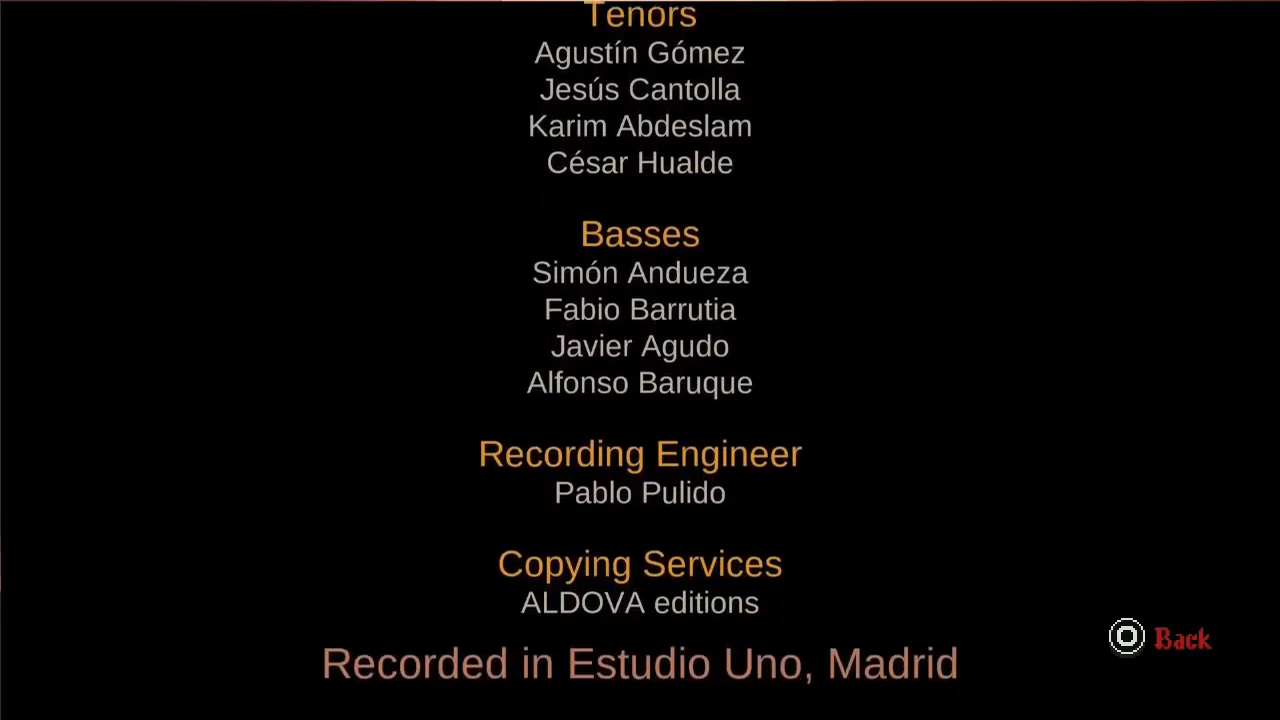 Tenors
Agustín Gómez
Jesús Cantolla
Karim Abdeslam
César Hualde
Basses
Simón Andueza
Fabio Barrutia
Javier Agudo
Alfonso Baruque
Recording Engineer
Pablo Pulido
Copying Services
ALDOVA editions
Back
Recorded in Estudio Uno, Madrid